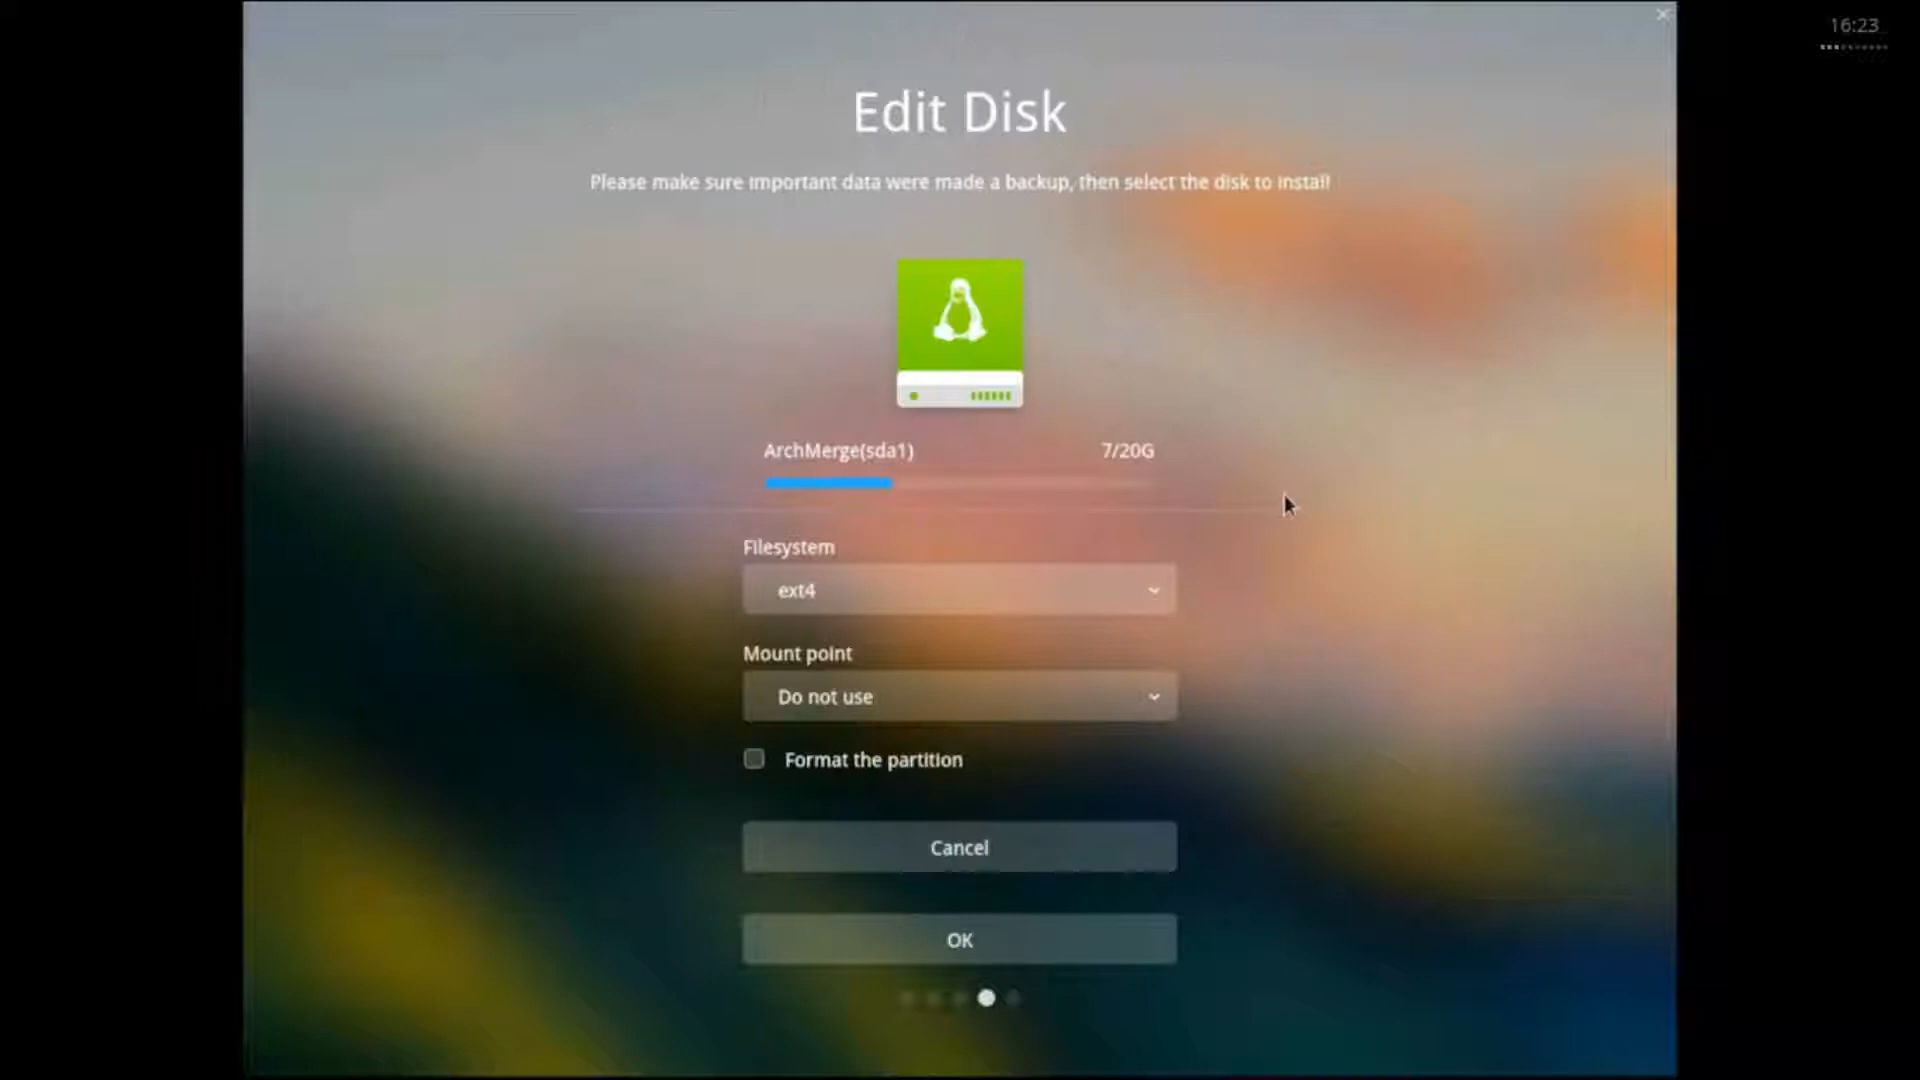 16:23
Edit Disk
Please make sure important data were made a backup, then select the disk to install
ArchMerge(sda1) 7/20G
Filesystem
ext4
Mount point
Do not use
Format the partition
Cancel
OK